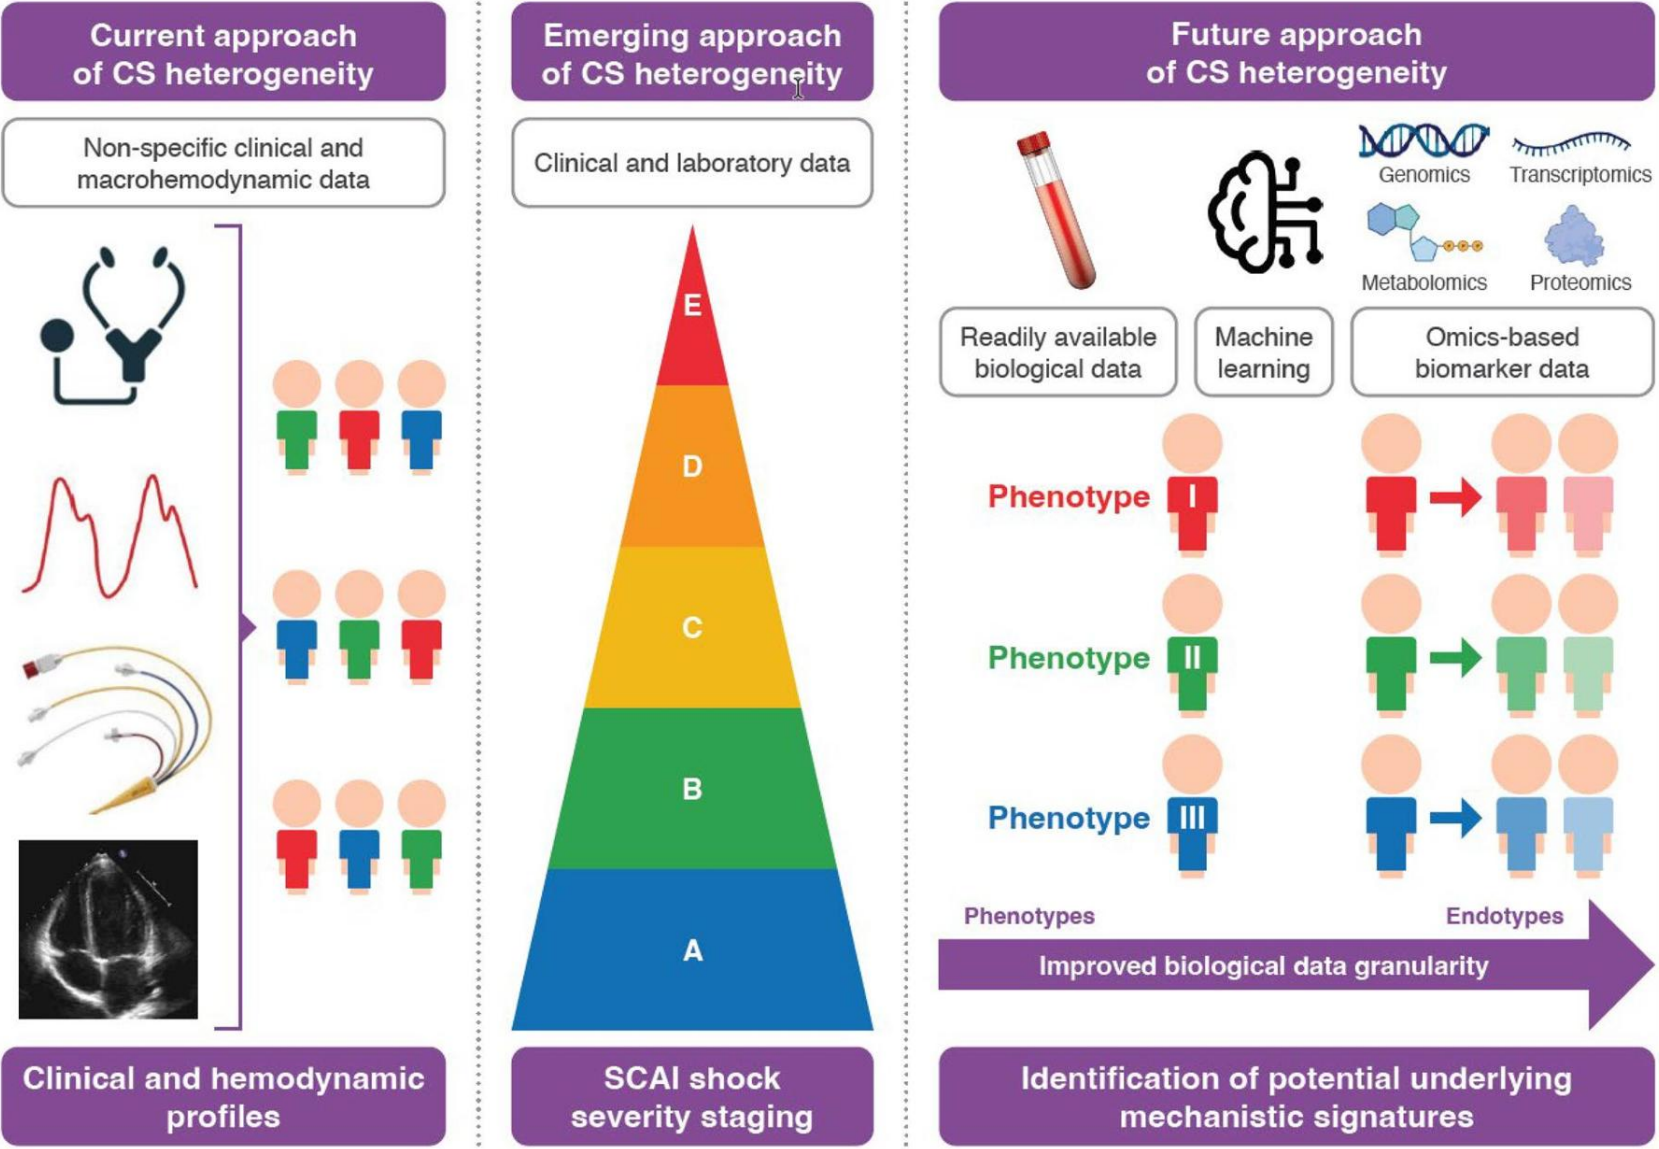 Current approach
of CS heterogeneity
Non-specific clinical and
macrohemodynamic data
Clinical and hemodynamic
profiles
Emerging approach
of CS heterogeneity
Clinical and laboratory data
E
D
C
B
A
SCAI shock
severity staging
Future approach
of CS heterogeneity
Genomics
Transcriptomics
Metabolomics
Proteomics
Readily available
biological data
Machine
learning
Omics-based
biomarker data
Phenotype I
Phenotype II
Phenotype III
Phenotypes
Endotypes
Improved biological data granularity
Identification of potential underlying
mechanistic signatures